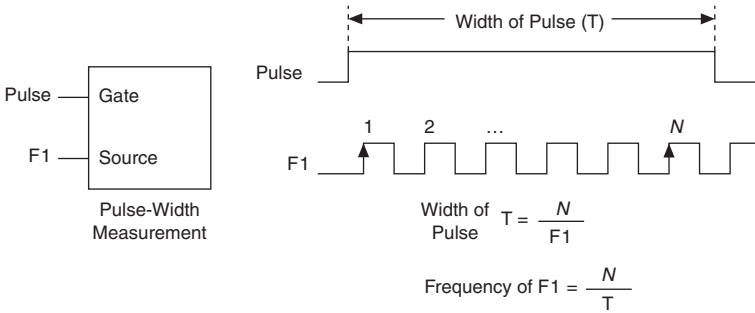 Width of Pulse (T)
Pulse
Pulse
Gate
1 2 ... N
F1
Source
F1
Pulse-Width
Measurement
Width of
Pulse
T = N
F1
Frequency of F1 = N
T